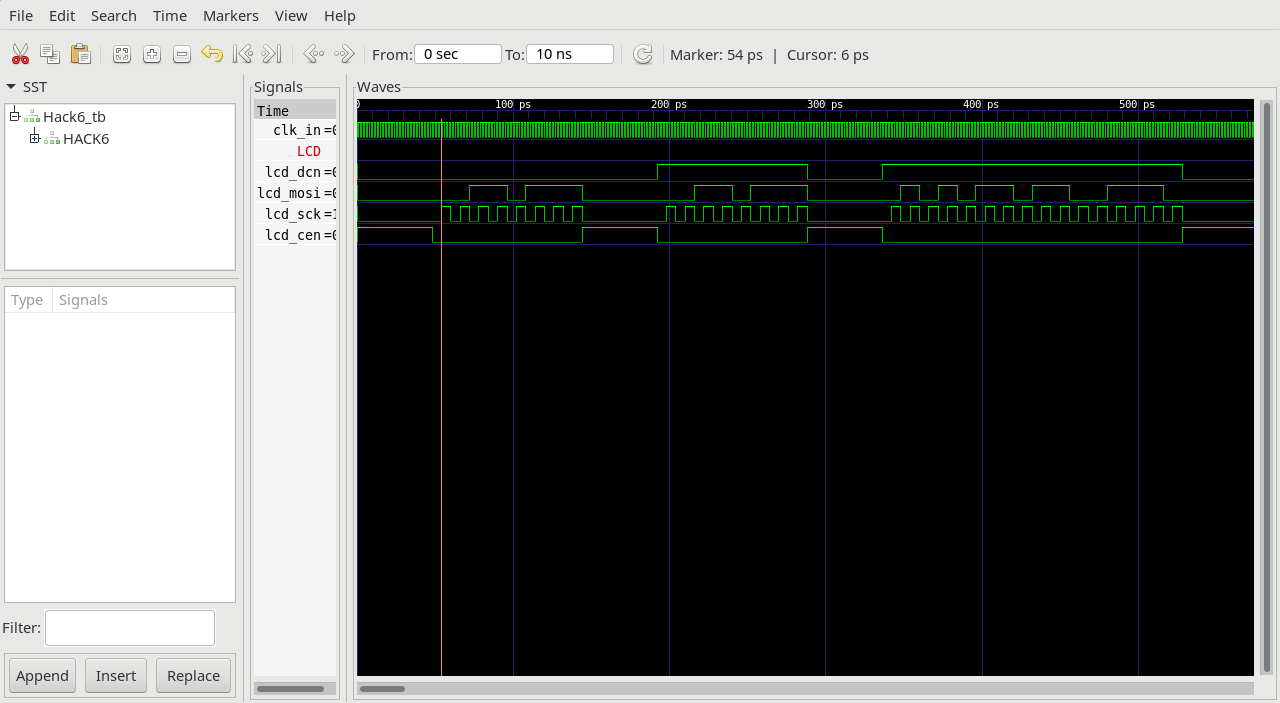 File Edit Search Time Markers View Help
From: 0 sec To: 10 ns Marker: 54 ps | Cursor: 6 ps
SST
Hack6_tb
HACK6
Type Signals
Filter:
Append Insert Replace
Signals
Time
clk_in=0
LCD
lcd_dcn=0
lcd_mosi=0
lcd_sck=1
lcd_cen=0
Waves
0 100 ps 200 ps 300 ps 400 ps 500 ps